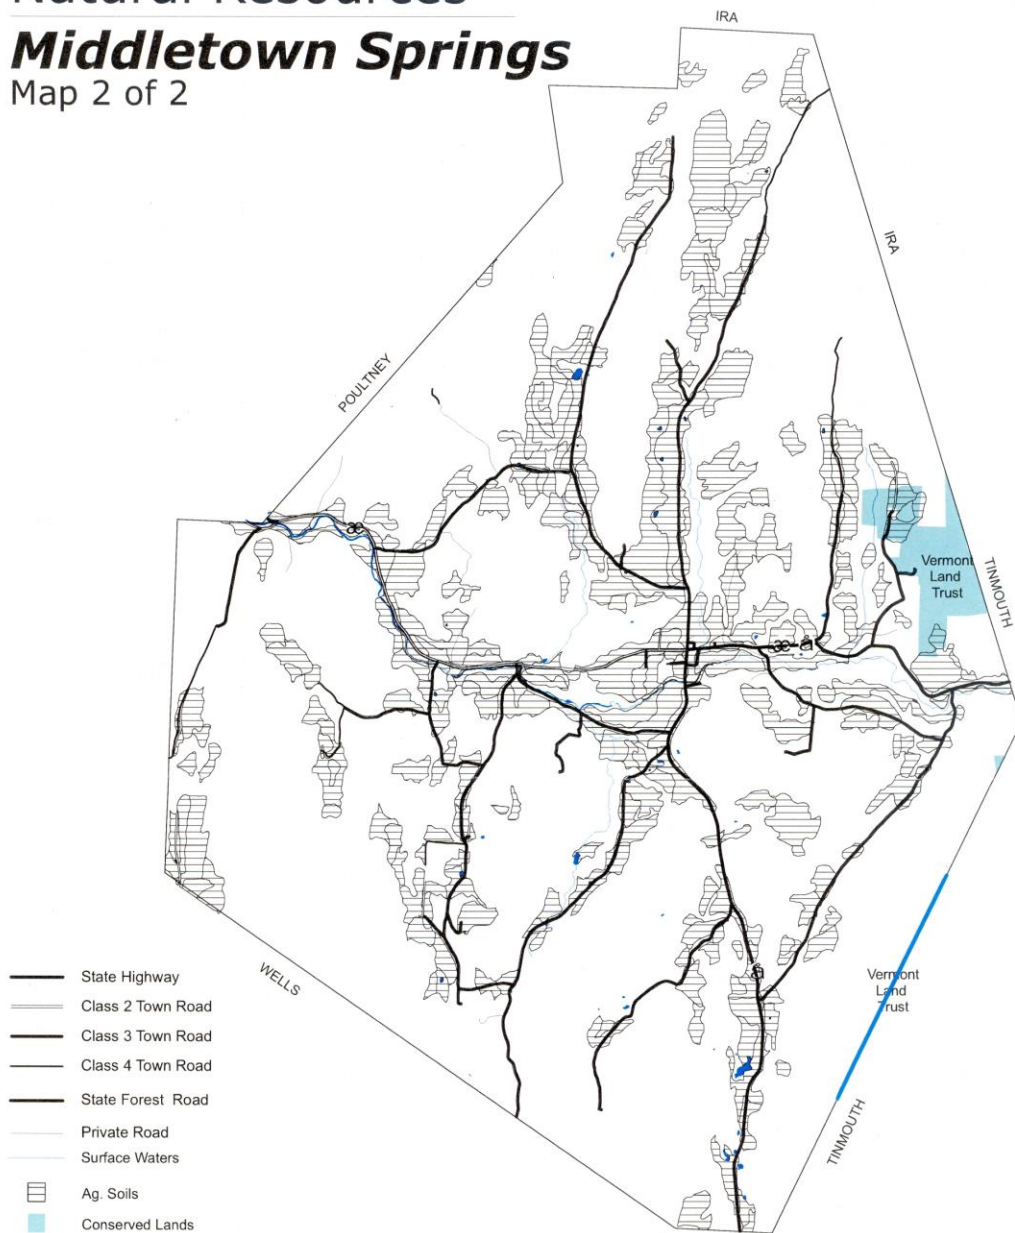 Natural Resources
Middletown Springs
Map 2 of 2
IRA
IRA
POULTNEY
Vermont
Land
Trust
TINMOUTH
WELLS
Vermont
Land
Trust
TINMOUTH
State Highway
Class 2 Town Road
Class 3 Town Road
Class 4 Town Road
State Forest Road
Private Road
Surface Waters
Ag. Soils
Conserved Lands